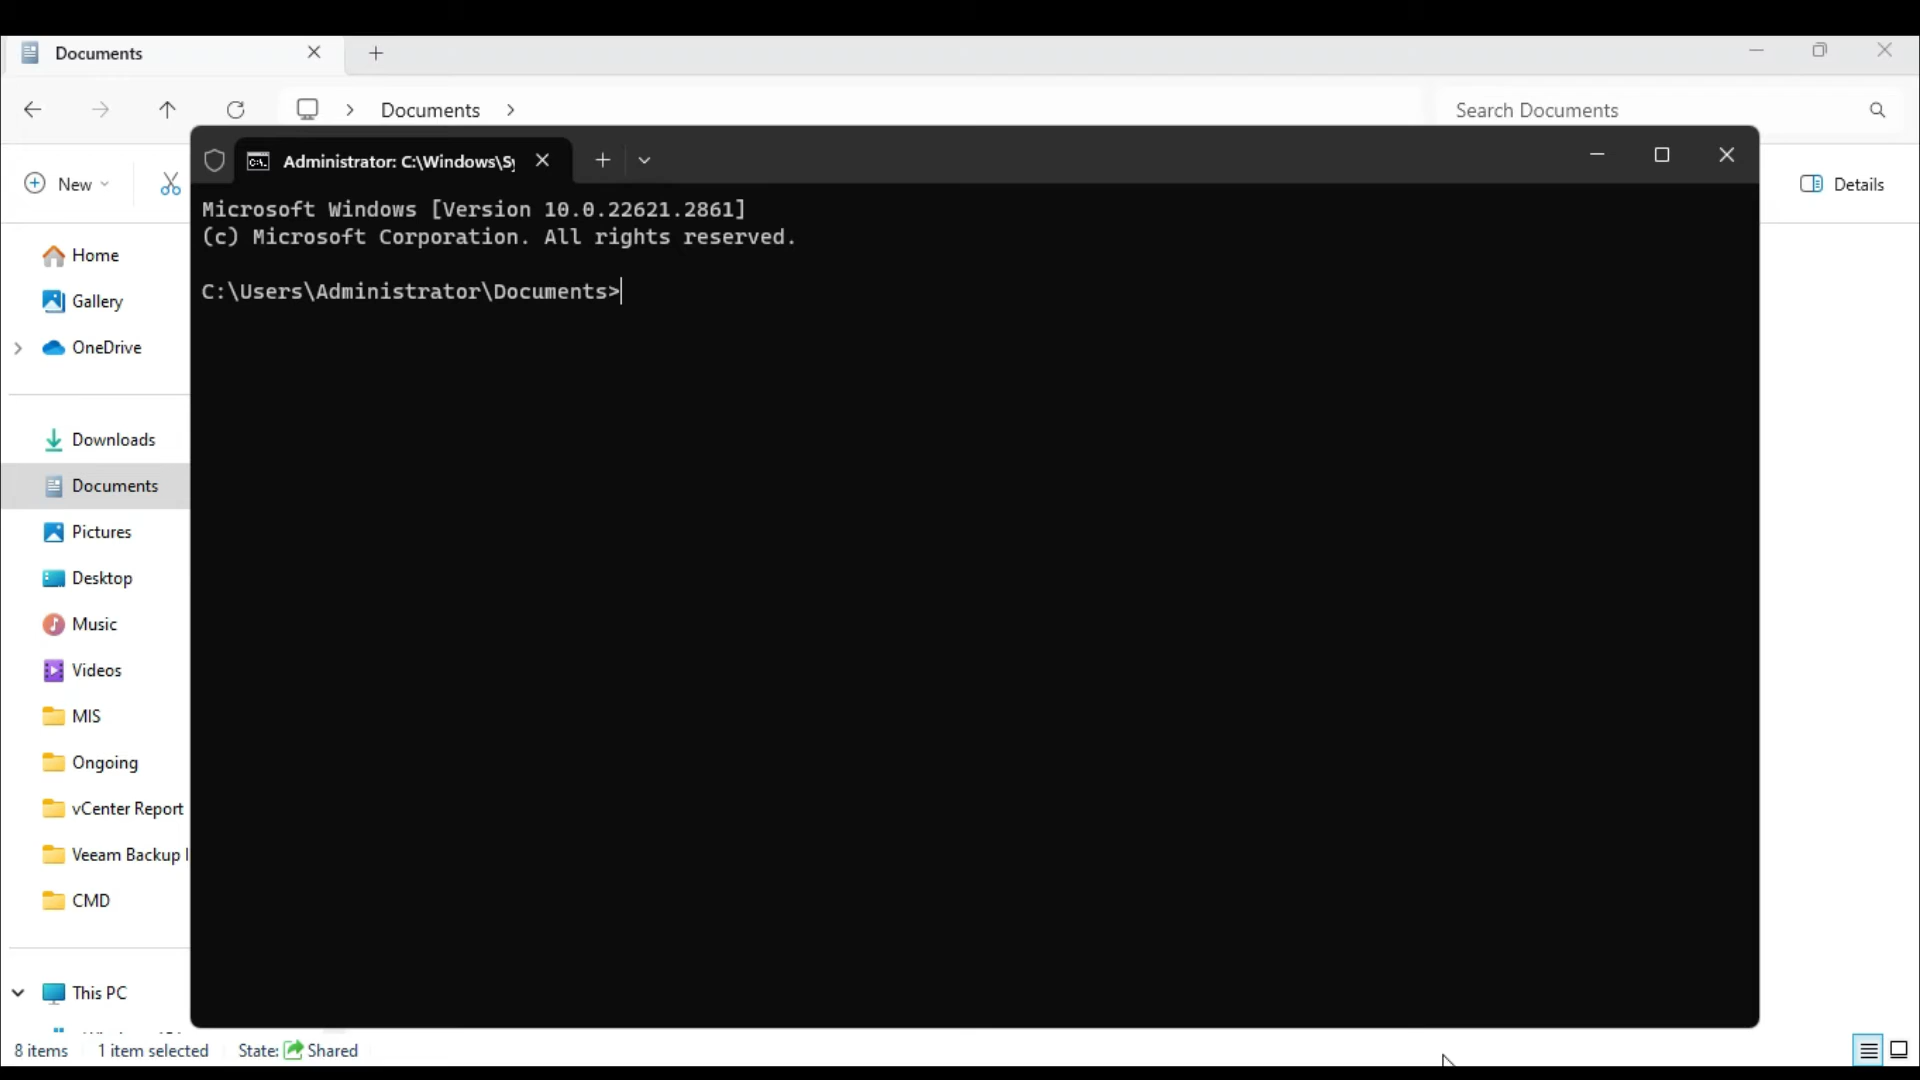 Documents
Documents
Search Documents
Administrator: C:\Windows\Sy
New
Details
Microsoft Windows [Version 10.0.22621.2861]
(c) Microsoft Corporation. All rights reserved.
C:\Users\Administrator\Documents>
Home
Gallery
OneDrive
Downloads
Documents
Pictures
Desktop
Music
Videos
MIS
Ongoing
vCenter Report
Veeam Backup
CMD
This PC
8 items
1 item selected
State: Shared